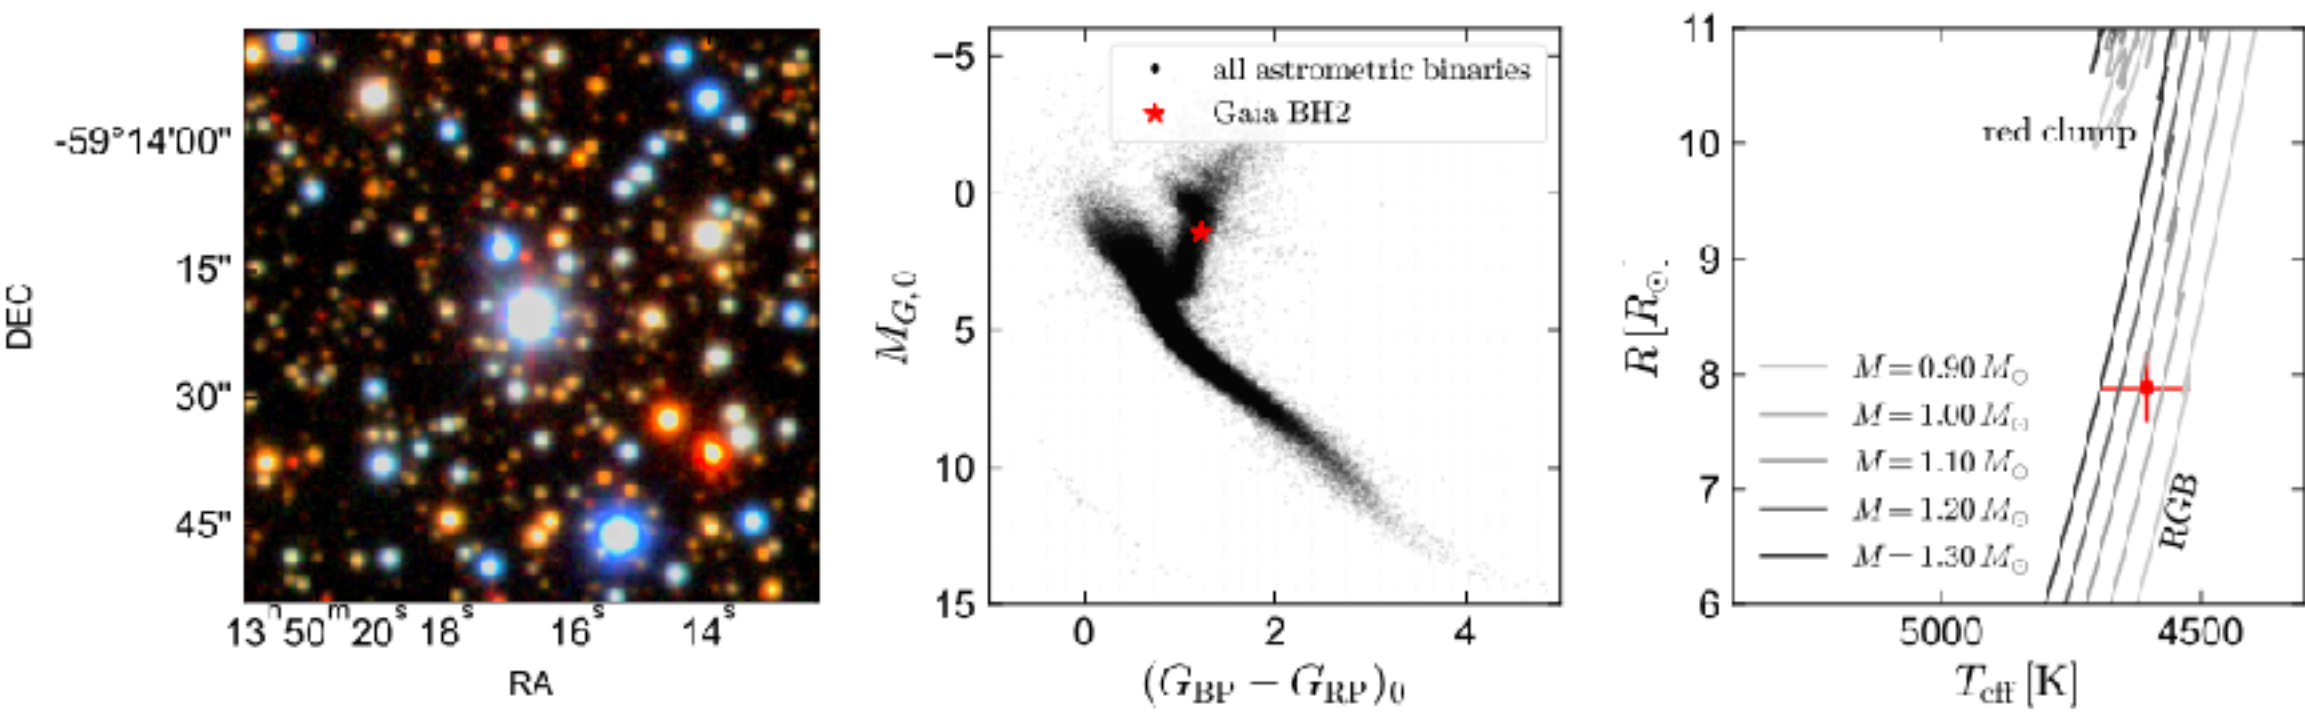 -59°14'00"
15"
30"
45"
DEC
13h50m20s 18s 16s 14s
RA
−5
0
5
10
15
M_G,0
all astrometric binaries
Gaia BH2
0 2 4
(G_BP − G_RP)_0
11
10
9
8
7
6
R [R_⊙]
red clump
M = 0.90 M_⊙
M = 1.00 M_⊙
M = 1.10 M_⊙
M = 1.20 M_⊙
M = 1.30 M_⊙
RGB
5000 4500
T_eff [K]